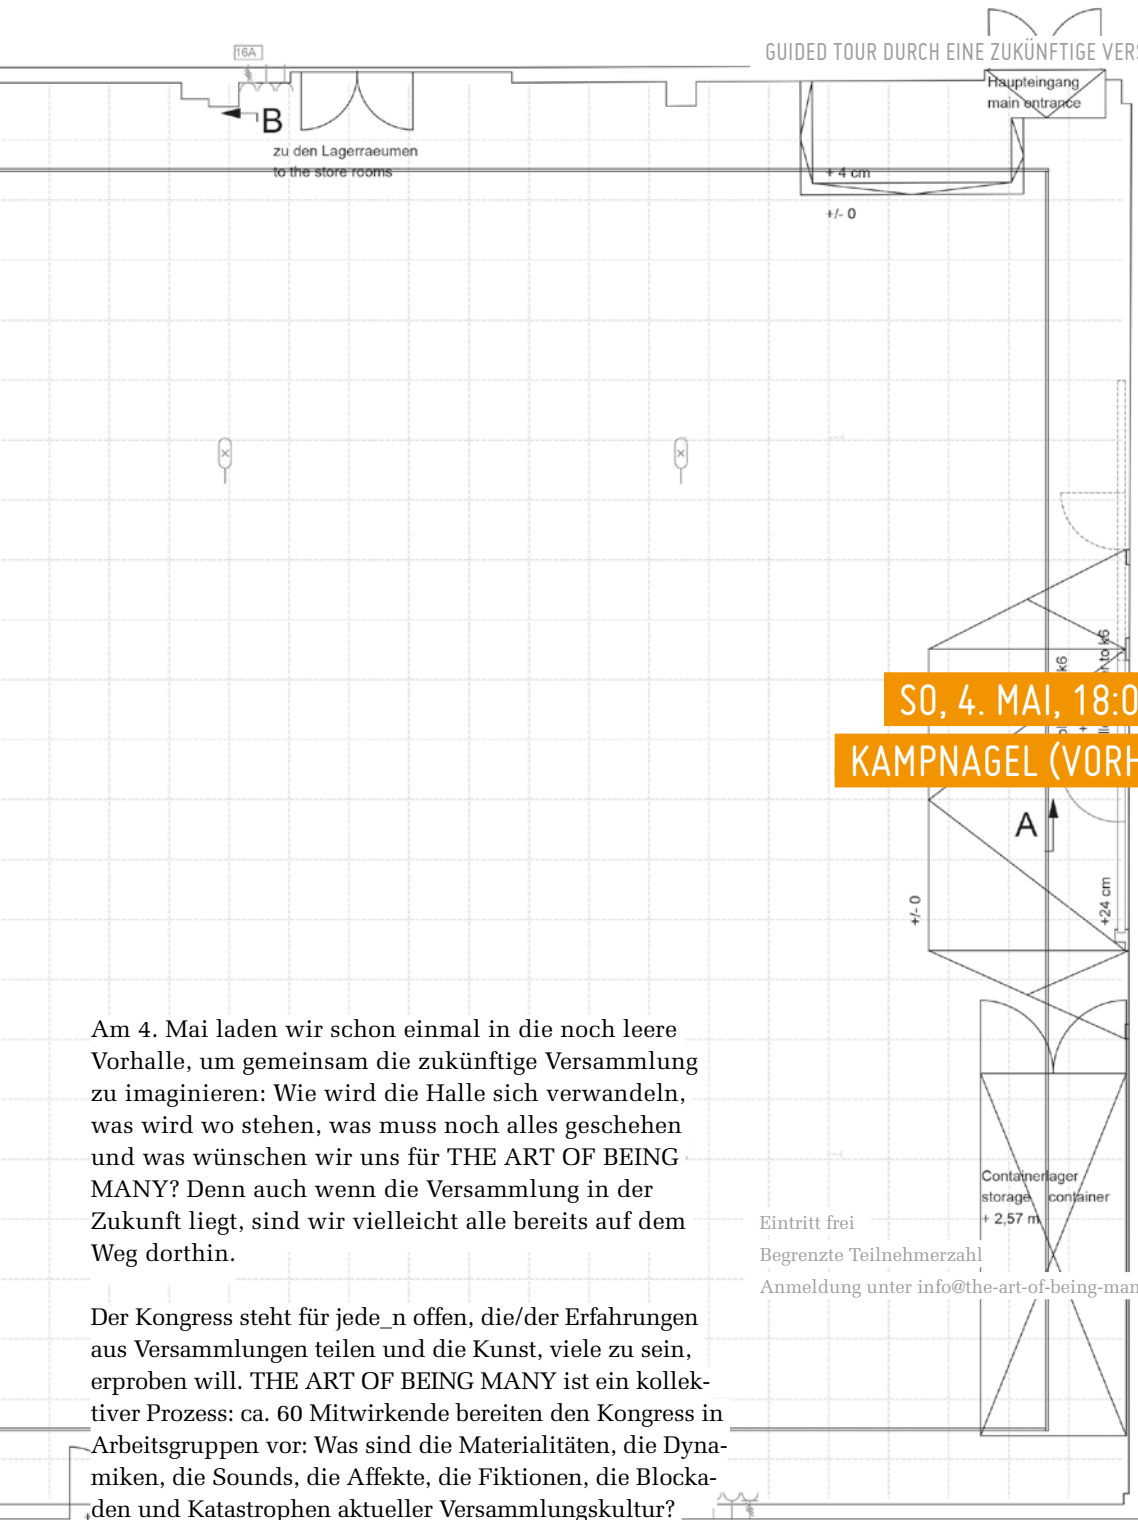 16A
GUIDED TOUR DURCH EINE ZUKÜNFTIGE
Haupteingang
main entrance
B
zu den Lagerraeumen
to the store rooms
+ 4 cm
+/- 0
k6
to k6
SO, 4. MAI,
KAMPNAGEL
A
+/- 0
+24 cm
Am 4. Mai laden wir schon einmal in die noch leere
Vorhalle, um gemeinsam die zukünftige Versammlung
zu imaginieren: Wie wird die Halle sich verwandeln,
was wird wo stehen, was muss noch alles geschehen
und was wünschen wir uns für THE ART OF BEING
MANY? Denn auch wenn die Versammlung in der
Zukunft liegt, sind wir vielleicht alle bereits auf dem
Weg dorthin.
Containerlager
storage container
+ 2,57 m
Eintritt frei
Begrenzte Teilnehmerzahl
Anmeldung unter info@the-art-of-being-man
Der Kongress steht für jede_n offen, die/der Erfahrungen
aus Versammlungen teilen und die Kunst, viele zu sein,
erproben will. THE ART OF BEING MANY ist ein kollek-
tiver Prozess: ca. 60 Mitwirkende bereiten den Kongress in
Arbeitsgruppen vor: Was sind die Materialitäten, die Dyna-
miken, die Sounds, die Affekte, die Fiktionen, die Blocka-
den und Katastrophen aktueller Versammlungskultur?